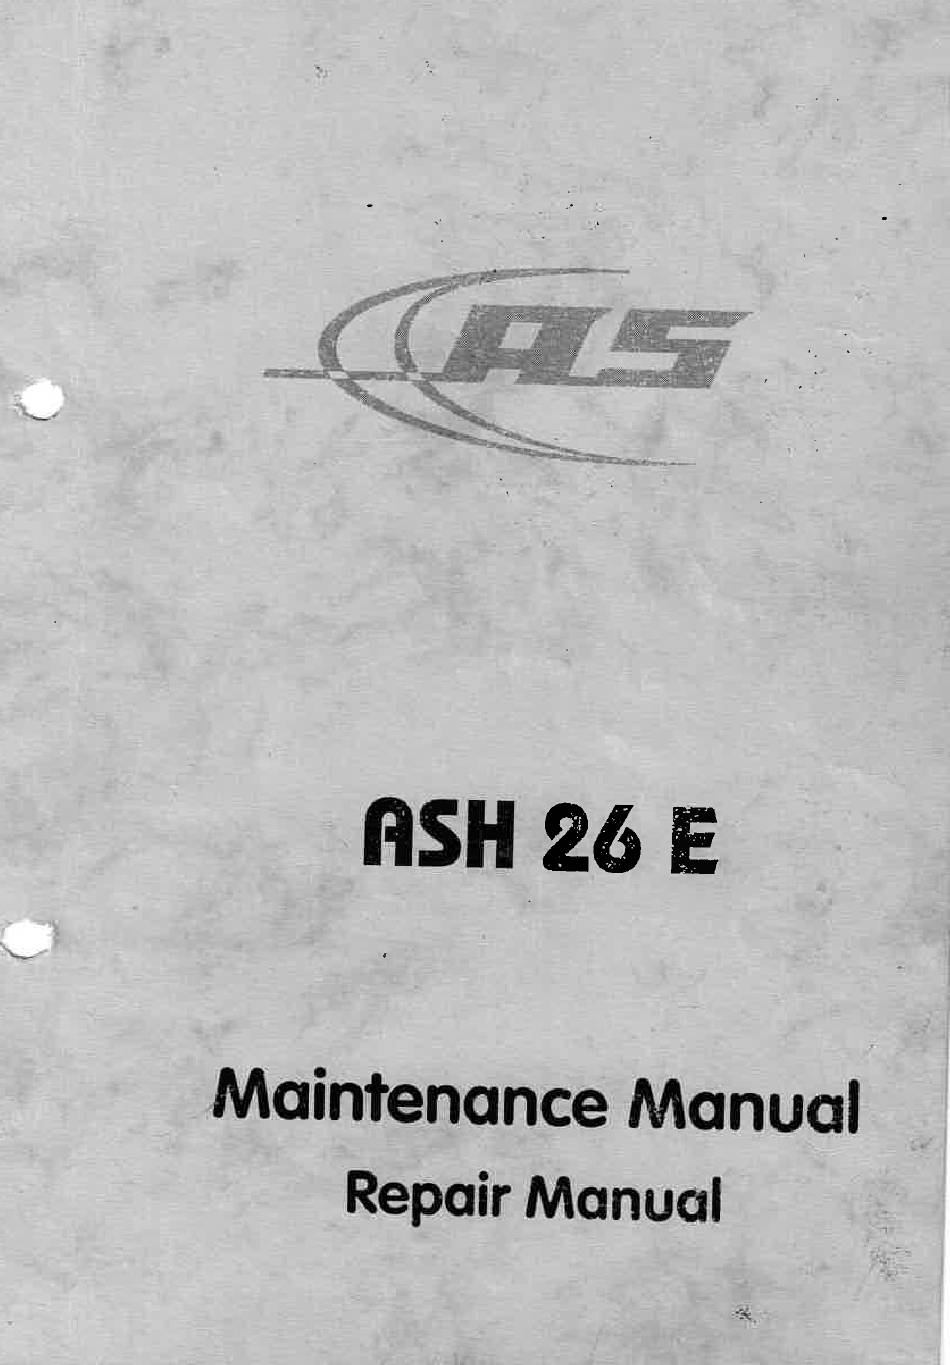 AS
ASH 26 E
Maintenance Manual
Repair Manual